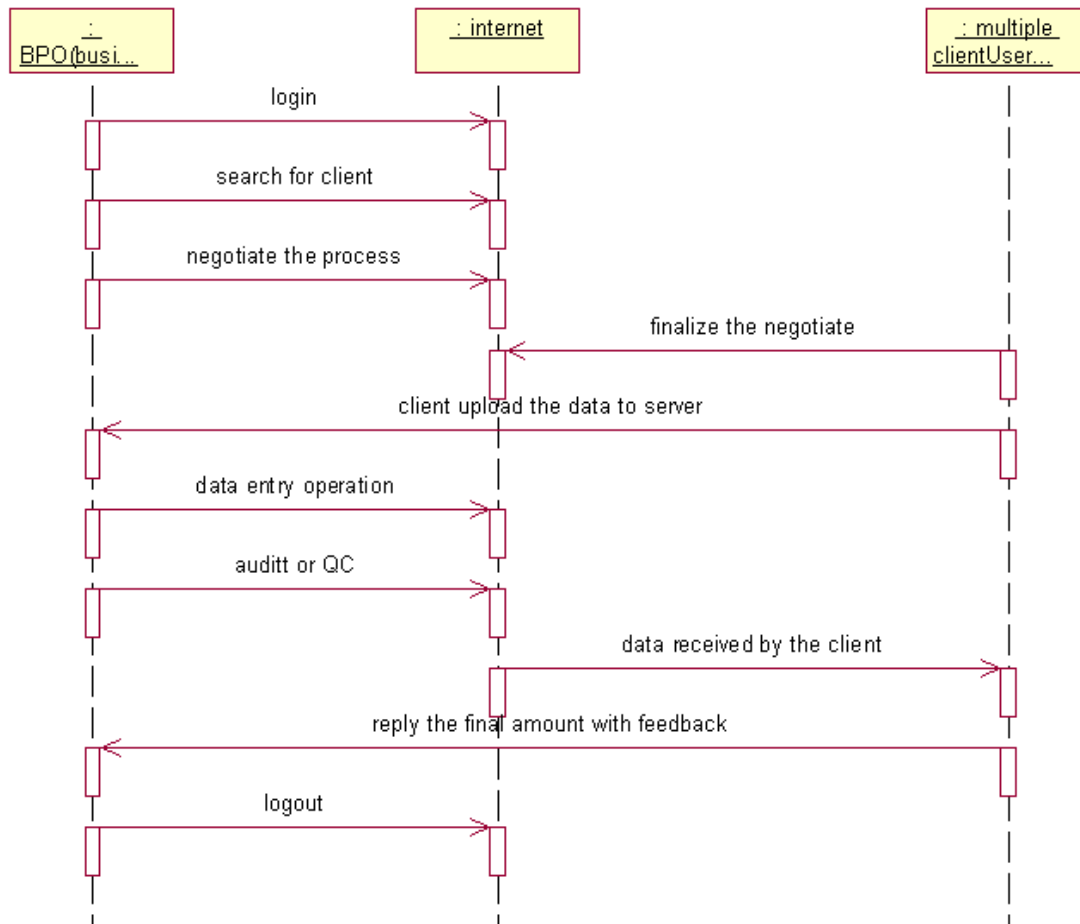 :
BPO(busi...
: internet
: multiple
clientUser...
login
search for client
negotiate the process
finalize the negotiate
client upload the data to server
data entry operation
auditt or QC
data received by the client
reply the final amount with feedback
logout